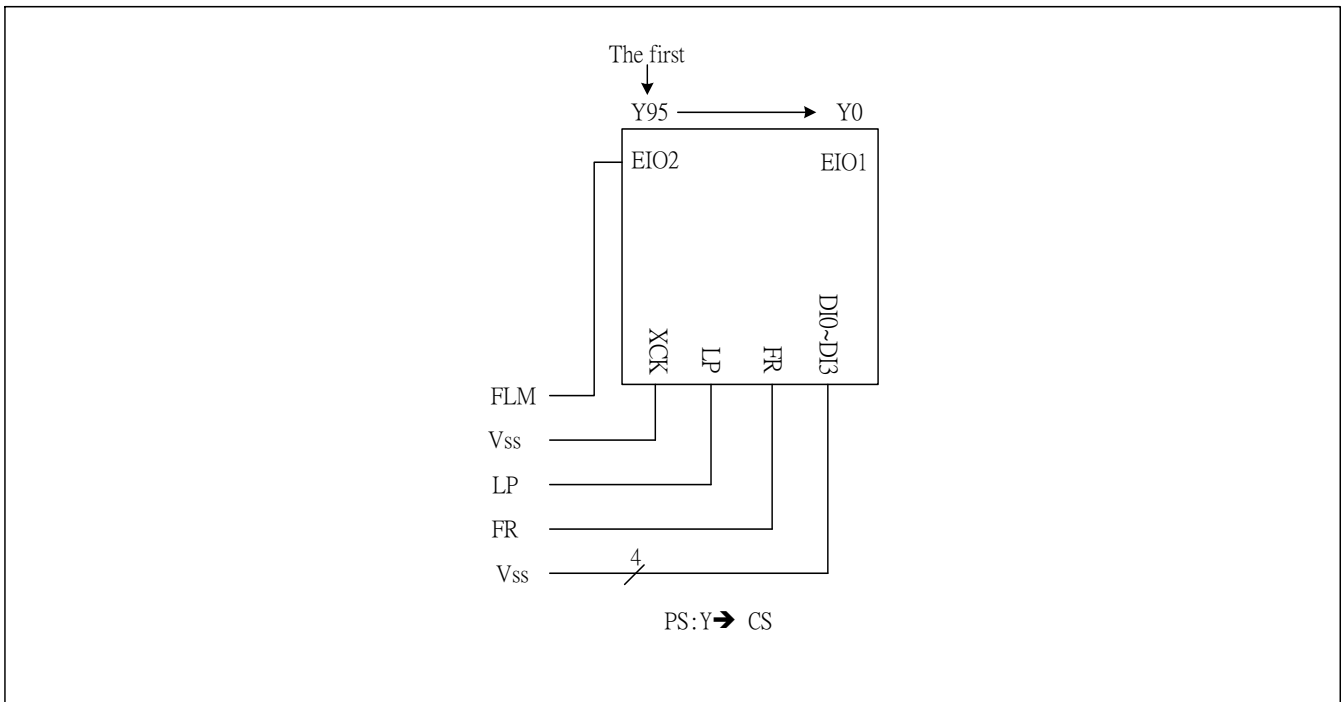 The first
Y95 Y0
EIO2 EIO1
XCK LP FR DI0~DI3
FLM
Vss
LP
FR
Vss 4
PS:Y➔ CS